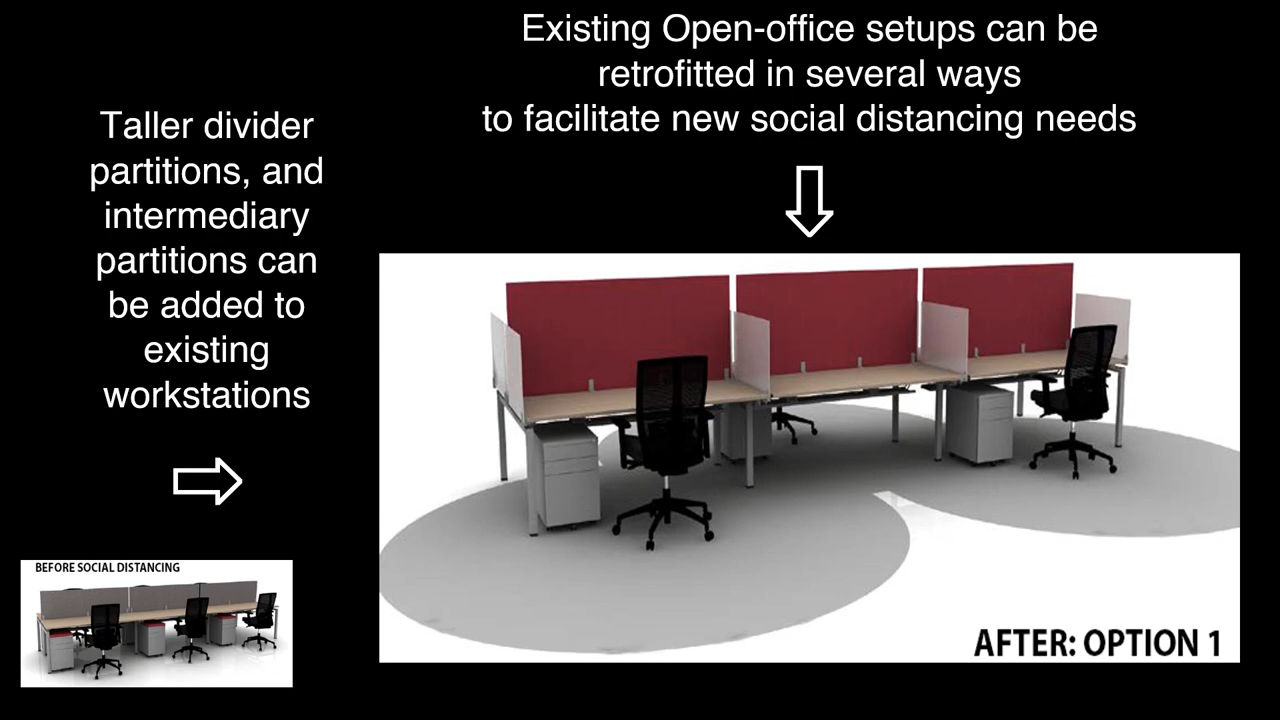 Existing Open-office setups can be
retrofitted in several ways
to facilitate new social distancing needs
Taller divider
partitions, and
intermediary
partitions can
be added to
existing
workstations
BEFORE SOCIAL DISTANCING
AFTER: OPTION 1